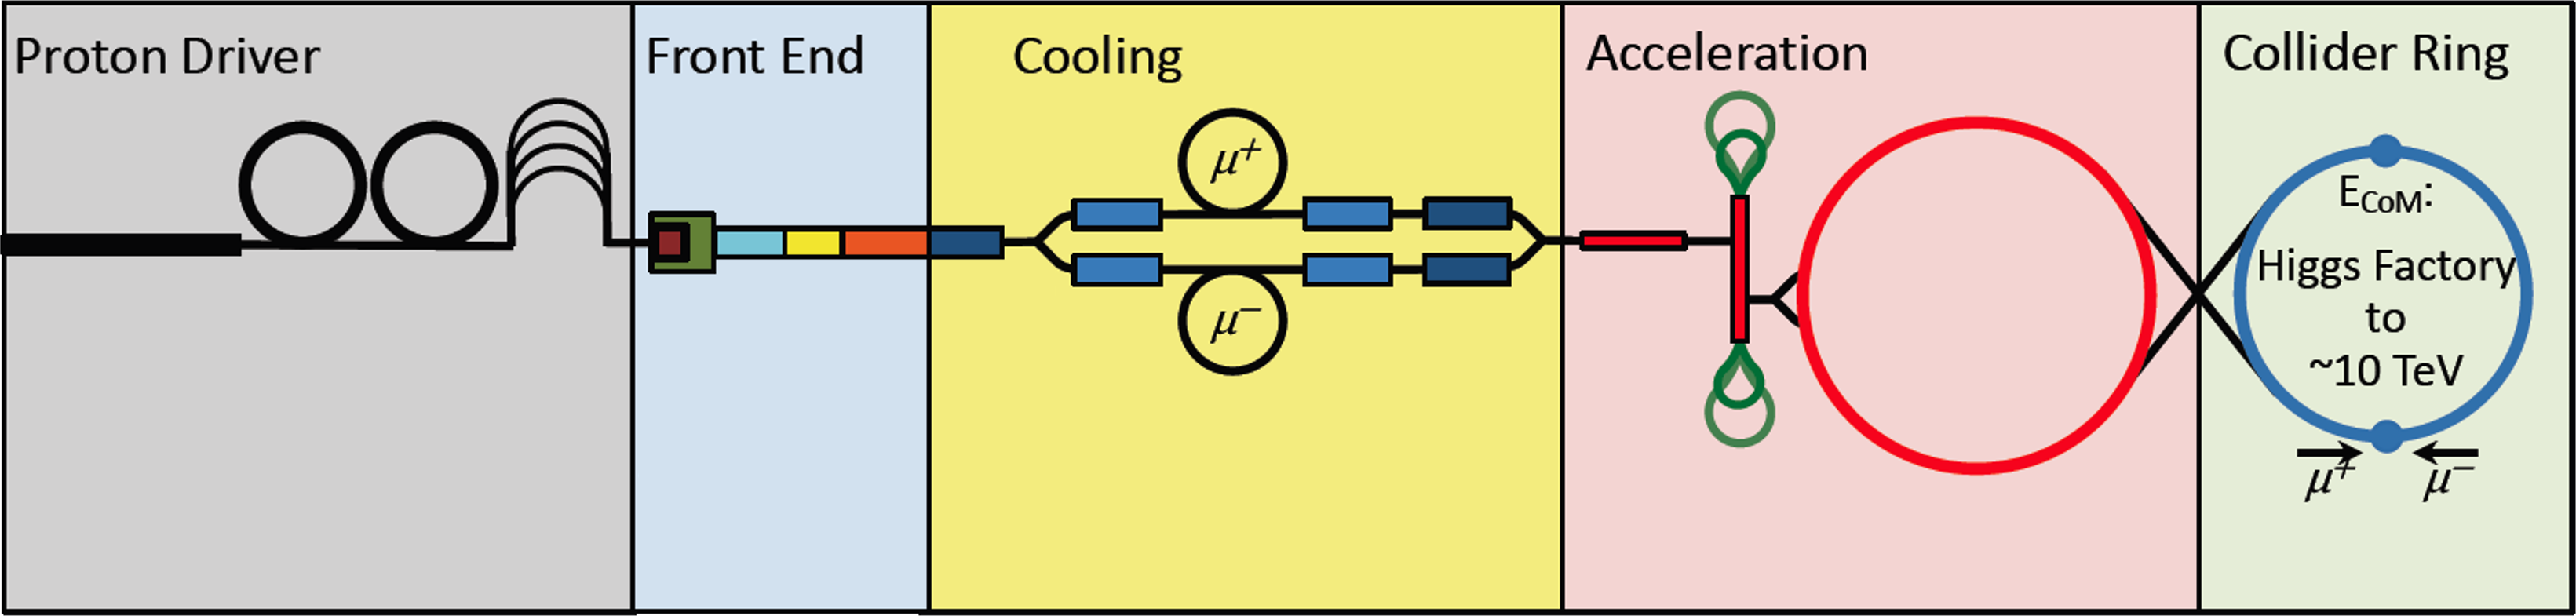 Proton Driver
Front End
Cooling
Acceleration
Collider Ring
μ+
μ−
ECoM:
Higgs Factory
to
~10 TeV
μ+
μ−